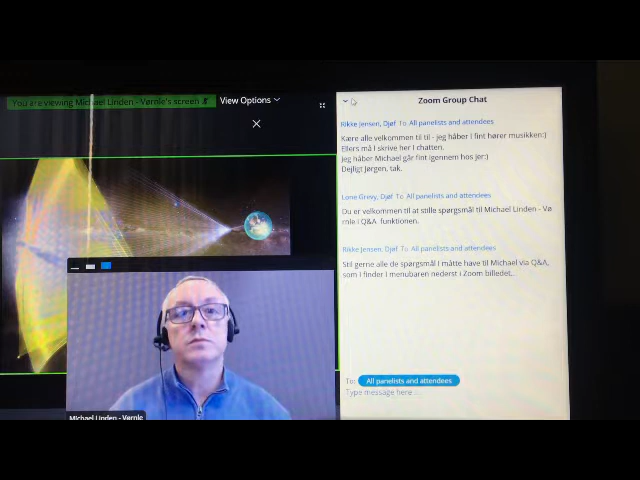 You are viewing Michael Linden - Vørnle's screen
View Options
Zoom Group Chat
Rikke Jensen, Djøf To All panelists and attendees
Kære alle velkommen til til - jeg håber I fint hører musikken:)
Ellers må I skrive her I chatten.
Jeg håber Michael går fint igennem hos jer:)
Dejligt Jørgen, tak.
Lone Grevy, Djøf To All panelists and attendees
Du er velkommen til at stille spørgsmål til Michael Linden - Vø
rnle i Q&A funktionen.
Rikke Jensen, Djøf To All panelists and attendees
Stil gerne alle de spørgsmål I måtte have til Michael via Q&A,
som I finder I menubaren nederst i Zoom billedet..
To: All panelists and attendees
Type message here ...
Michael Linden - Vørnle